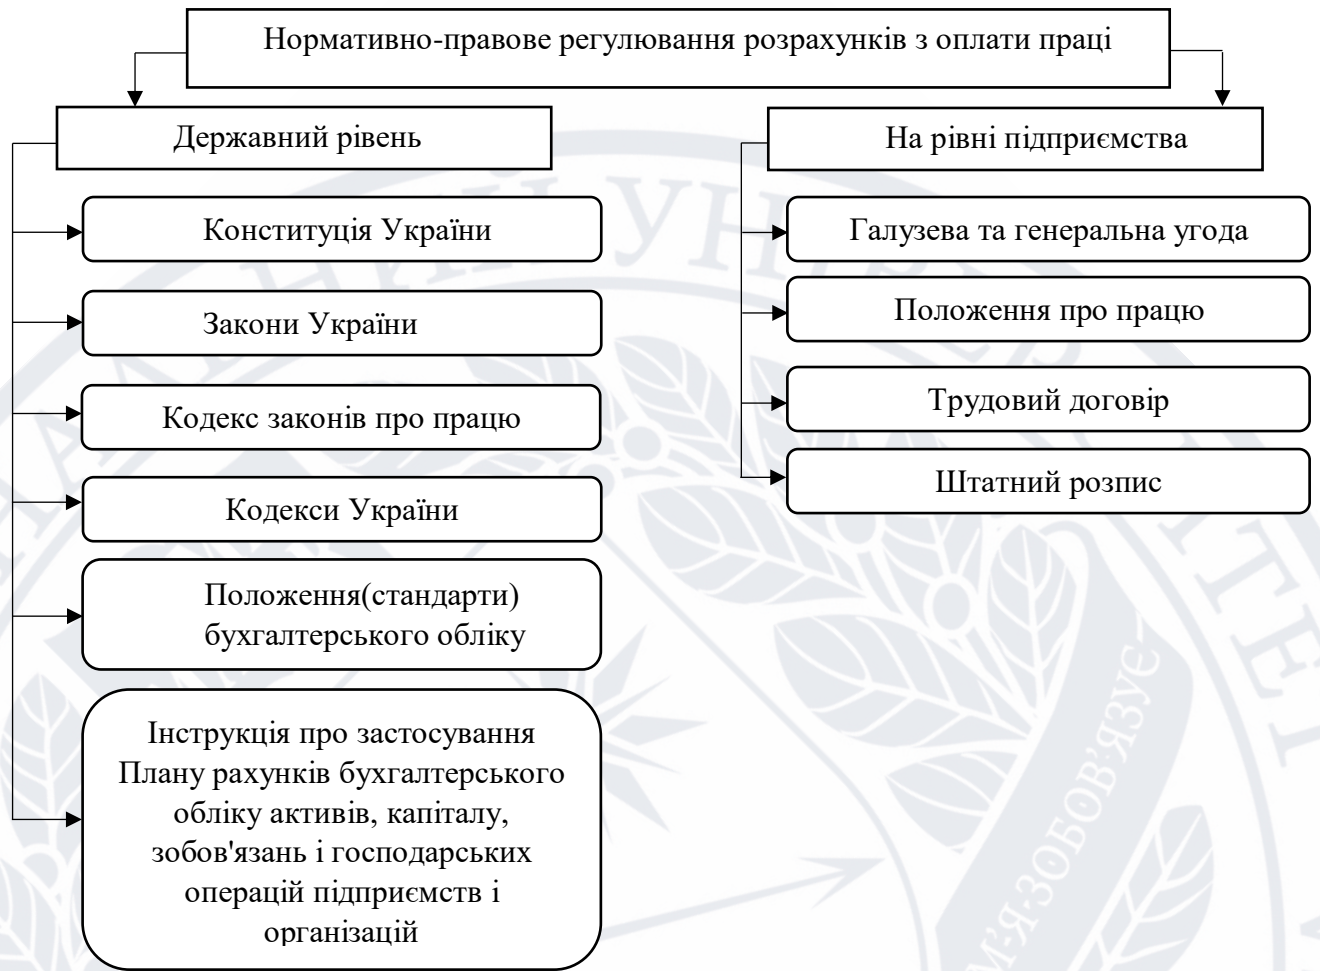 Нормативно-правове регулювання розрахунків з оплати праці
Державний рівень
Конституція України
Закони України
Кодекс законів про працю
Кодекси України
Положення(стандарти)
бухгалтерського обліку
Інструкція про застосування
Плану рахунків бухгалтерського
обліку активів, капіталу,
зобов'язань і господарських
операцій підприємств і
організацій
На рівні підприємства
Галузева та генеральна угода
Положення про працю
Трудовий договір
Штатний розпис